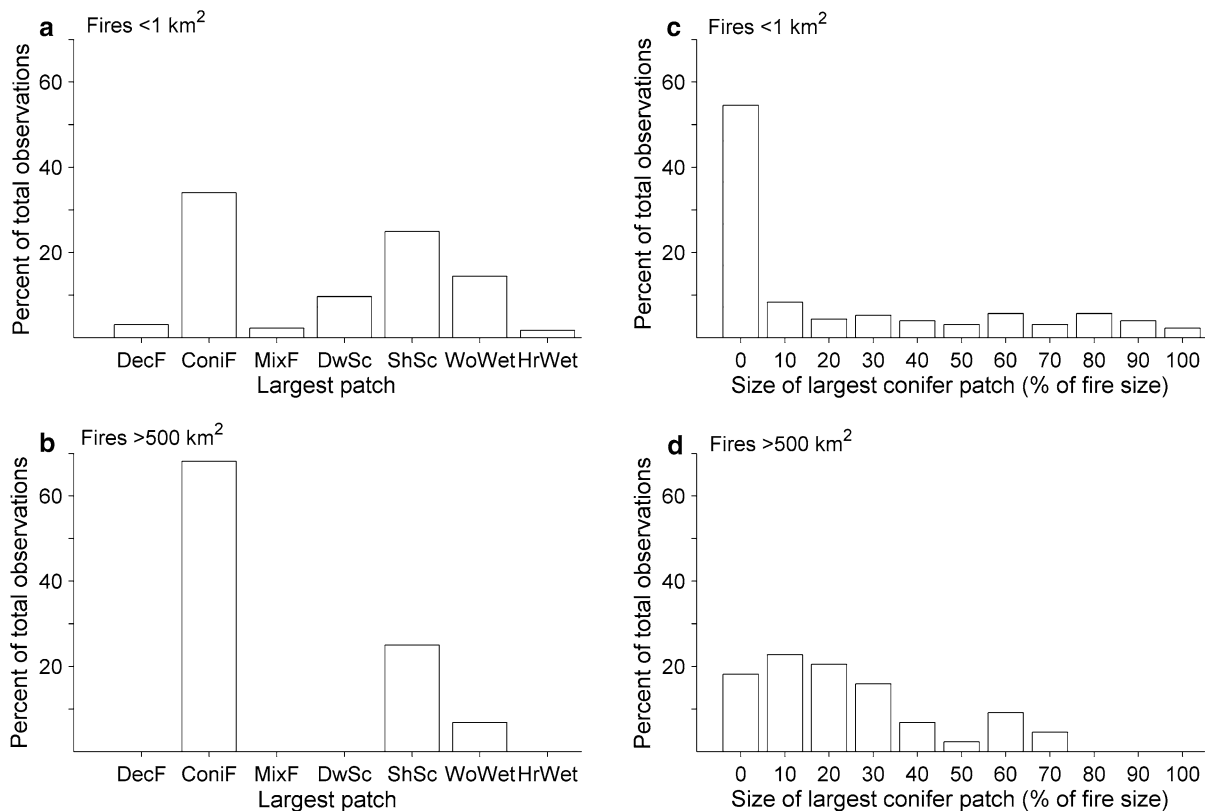 a Fires <1 km²
Percent of total observations
60
40
20
DecF ConiF MixF DwSc ShSc WoWet HrWet
Largest patch
c Fires <1 km²
Percent of total observations
60
40
20
0 10 20 30 40 50 60 70 80 90 100
Size of largest conifer patch (% of fire size)
b Fires >500 km²
Percent of total observations
60
40
20
DecF ConiF MixF DwSc ShSc WoWet HrWet
Largest patch
d Fires >500 km²
Percent of total observations
60
40
20
0 10 20 30 40 50 60 70 80 90 100
Size of largest conifer patch (% of fire size)